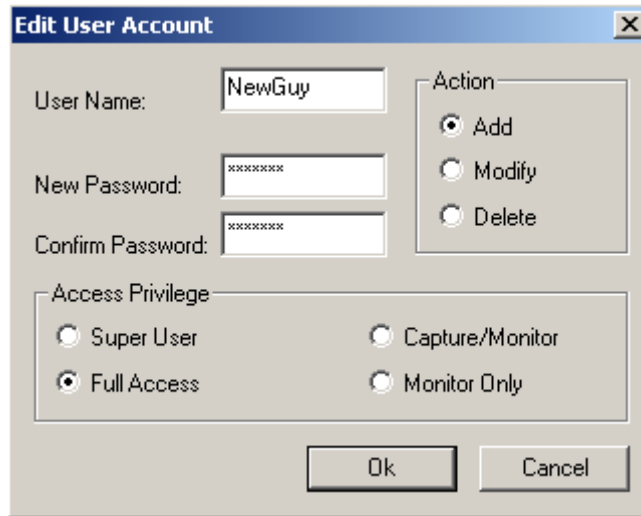 Edit User Account
User Name:
NewGuy
New Password:
*******
Confirm Password:
*******
Action
Add
Modify
Delete
Access Privilege
Super User
Capture/Monitor
Full Access
Monitor Only
Ok
Cancel